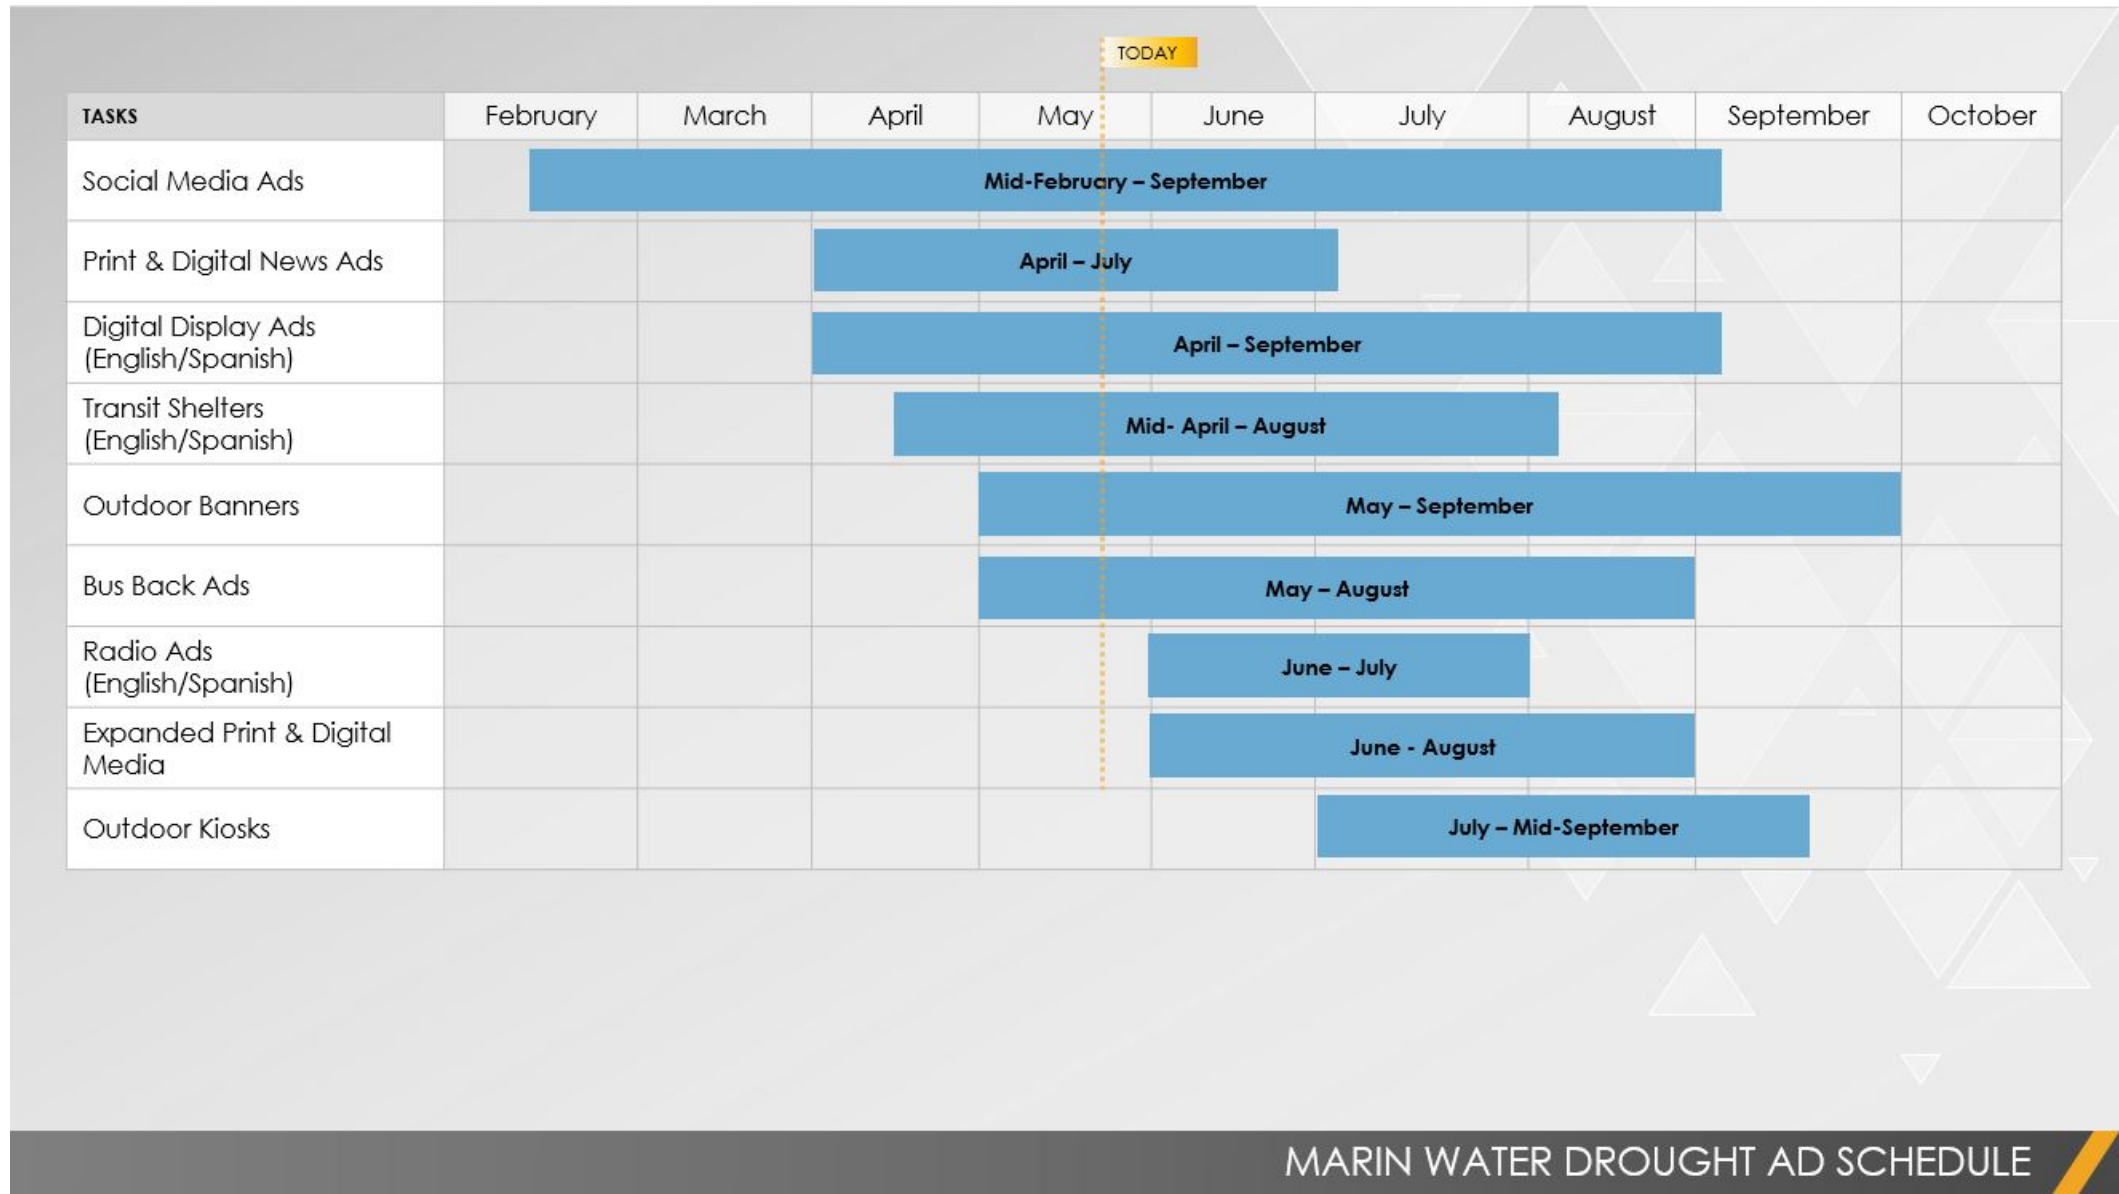 TODAY
TASKS February March April May June July August September October
Social Media Ads Mid-February – September
Print & Digital News Ads April – July
Digital Display Ads
(English/Spanish) April – September
Transit Shelters
(English/Spanish) Mid- April – August
Outdoor Banners May – September
Bus Back Ads May – August
Radio Ads
(English/Spanish) June – July
Expanded Print & Digital
Media June - August
Outdoor Kiosks July – Mid-September
MARIN WATER DROUGHT AD SCHEDULE